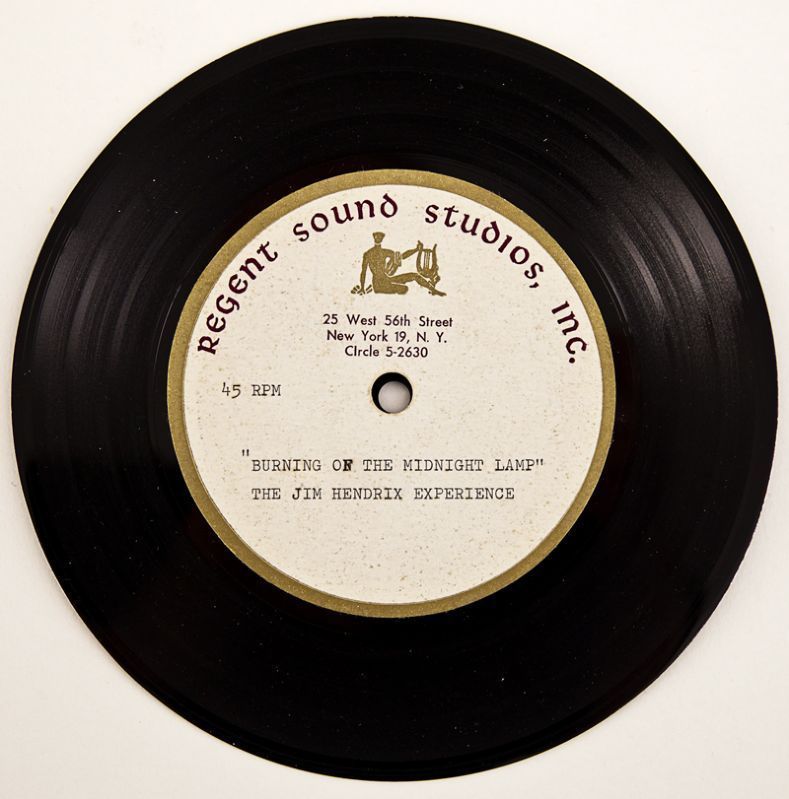 REGENT SOUND STUDIOS, INC.
25 West 56th Street
New York 19, N. Y.
CIrcle 5-2630
45 RPM
"BURNING OF THE MIDNIGHT LAMP"
THE JIM HENDRIX EXPERIENCE